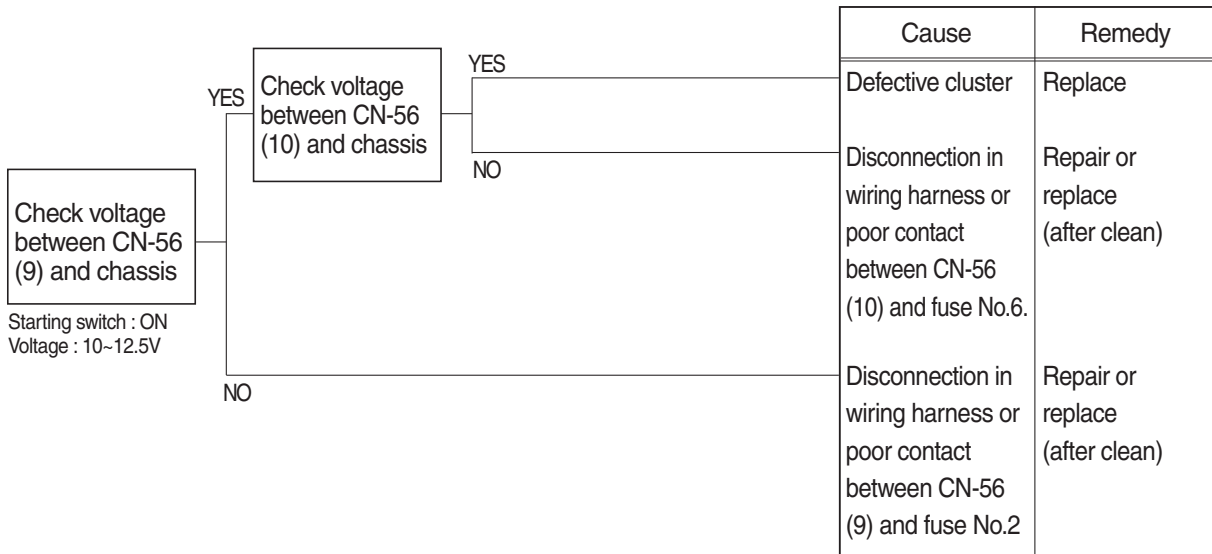 Cause
Remedy
YES
Check voltage
between CN-56
(10) and chassis
YES
Defective cluster
Replace
NO
Disconnection in
wiring harness or
poor contact
between CN-56
(10) and fuse No.6.
Repair or
replace
(after clean)
Check voltage
between CN-56
(9) and chassis
Starting switch : ON
Voltage : 10~12.5V
NO
Disconnection in
wiring harness or
poor contact
between CN-56
(9) and fuse No.2
Repair or
replace
(after clean)